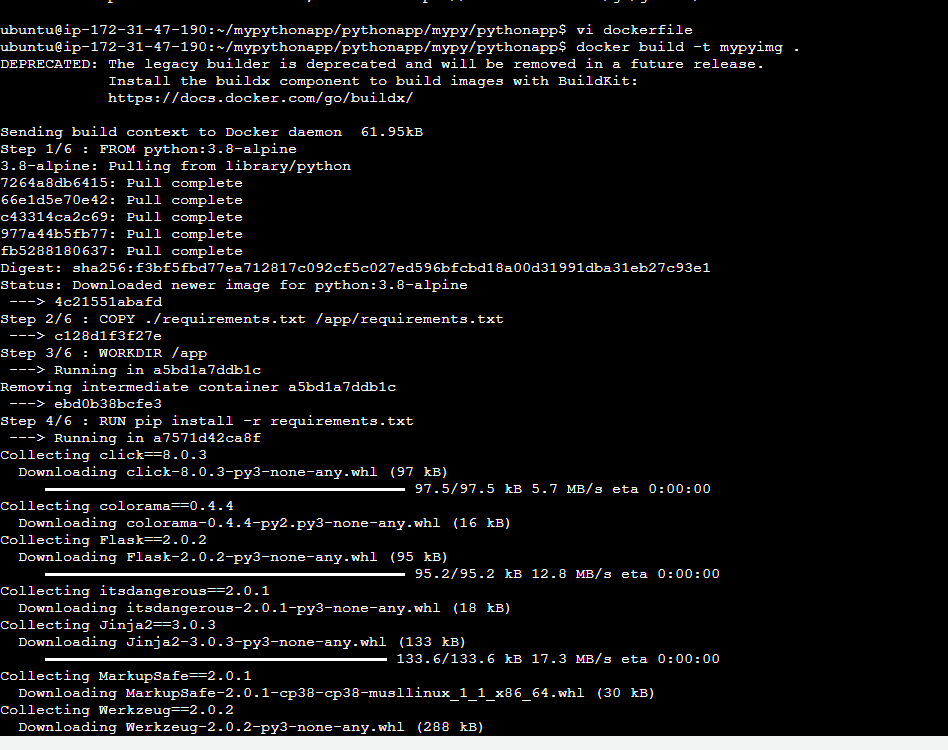 ubuntu@ip-172-31-47-190:~/mypythonapp/pythonapp/mypy/pythonapp$ vi dockerfile
ubuntu@ip-172-31-47-190:~/mypythonapp/pythonapp/mypy/pythonapp$ docker build -t mypyimg .
DEPRECATED: The legacy builder is deprecated and will be removed in a future release.
            Install the buildx component to build images with BuildKit:
            https://docs.docker.com/go/buildx/

Sending build context to Docker daemon  61.95kB
Step 1/6 : FROM python:3.8-alpine
3.8-alpine: Pulling from library/python
7264a8db6415: Pull complete
66e1d5e70e42: Pull complete
c43314ca2c69: Pull complete
977a44b5fb77: Pull complete
fb5288180637: Pull complete
Digest: sha256:f3bf5fbd77ea712817c092cf5c027ed596bfcbd18a00d31991dba31eb27c93e1
Status: Downloaded newer image for python:3.8-alpine
 ---> 4c21551abafd
Step 2/6 : COPY ./requirements.txt /app/requirements.txt
 ---> c128d1f3f27e
Step 3/6 : WORKDIR /app
 ---> Running in a5bd1a7ddb1c
Removing intermediate container a5bd1a7ddb1c
 ---> ebd0b38bcfe3
Step 4/6 : RUN pip install -r requirements.txt
 ---> Running in a7571d42ca8f
Collecting click==8.0.3
  Downloading click-8.0.3-py3-none-any.whl (97 kB)
97.5/97.5 kB 5.7 MB/s eta 0:00:00
Collecting colorama==0.4.4
  Downloading colorama-0.4.4-py2.py3-none-any.whl (16 kB)
Collecting Flask==2.0.2
  Downloading Flask-2.0.2-py3-none-any.whl (95 kB)
95.2/95.2 kB 12.8 MB/s eta 0:00:00
Collecting itsdangerous==2.0.1
  Downloading itsdangerous-2.0.1-py3-none-any.whl (18 kB)
Collecting Jinja2==3.0.3
  Downloading Jinja2-3.0.3-py3-none-any.whl (133 kB)
133.6/133.6 kB 17.3 MB/s eta 0:00:00
Collecting MarkupSafe==2.0.1
  Downloading MarkupSafe-2.0.1-cp38-cp38-musllinux_1_1_x86_64.whl (30 kB)
Collecting Werkzeug==2.0.2
  Downloading Werkzeug-2.0.2-py3-none-any.whl (288 kB)